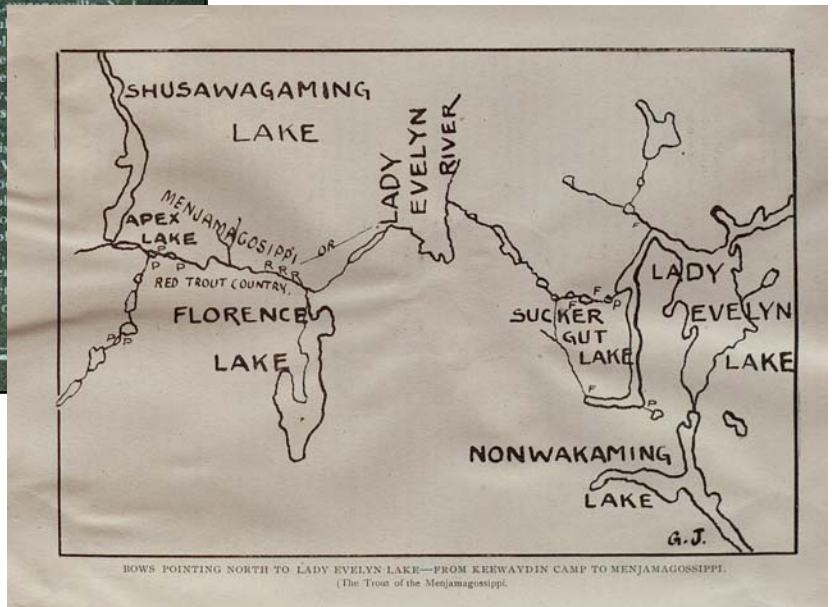 SHUSAWAGAMING
LAKE
LADY
EVELYN
RIVER
MENJAMAGOSIPPI OR
APEX
LAKE
P
P
P
R R R
RED TROUT COUNTRY.
FLORENCE
LAKE
P
P
F
F
F
P
SUCKER
GUT
LAKE
F
P
F
LADY
EVELYN
LAKE
NONWAKAMING
LAKE
G. J.
BOWS POINTING NORTH TO LADY EVELYN LAKE—FROM KEEWAYDIN CAMP TO MENJAMAGOSSIPPI.
(The Trout of the Menjamagossippi.